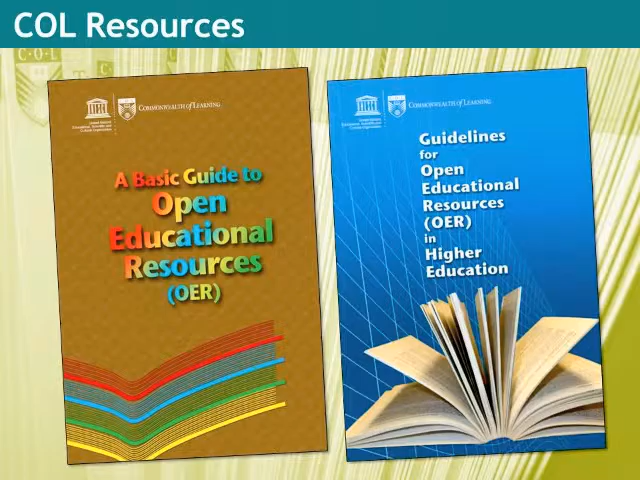 COL Resources
COMMONWEALTH of LEARNING
A Basic Guide to
Open
Educational
Resources
(OER)
COMMONWEALTH of LEARNING
Guidelines
for
Open
Educational
Resources
(OER)
in
Higher
Education